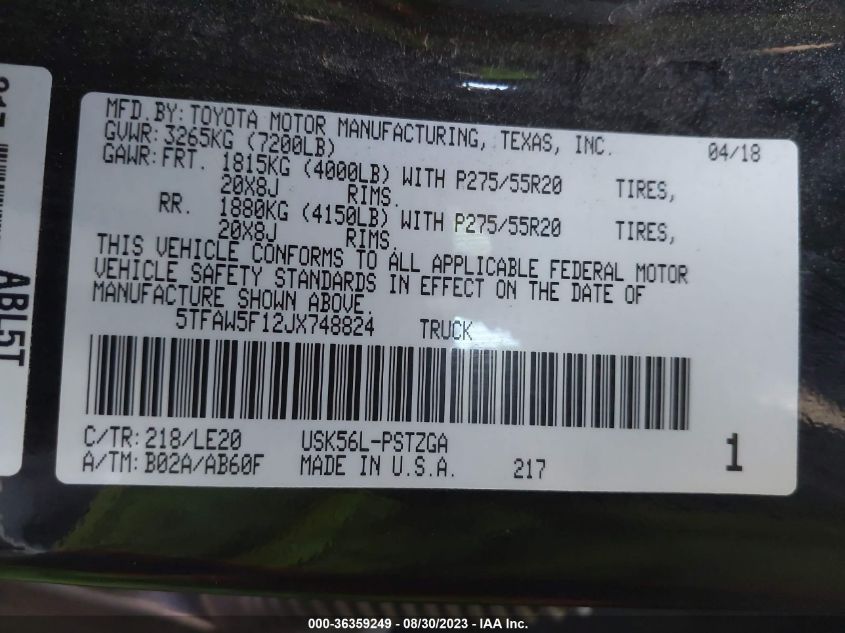 MFD.BY: TOYOTA MOTOR MANUFACTURING, TEXAS, INC. 04/18
GVWR: 3265KG (7200LB)
GAWR: FRT. 1815KG (4000LB) WITH P275/55R20 TIRES,
20X8J RIMS.
RR. 1880KG (4150LB) WITH P275/55R20 TIRES,
20X8J RIMS.
THIS VEHICLE CONFORMS TO ALL APPLICABLE FEDERAL MOTOR
VEHICLE SAFETY STANDARDS IN EFFECT ON THE DATE OF
MANUFACTURE SHOWN ABOVE.
5TFAW5F12JX748824 TRUCK
C/TR: 218/LE20 USK56L-PSTZGA
A/TM: B02A/AB60F MADE IN U.S.A. 217 1
217
ABL5T
000-36359249 - 08/30/2023 - USA - IAA Inc.